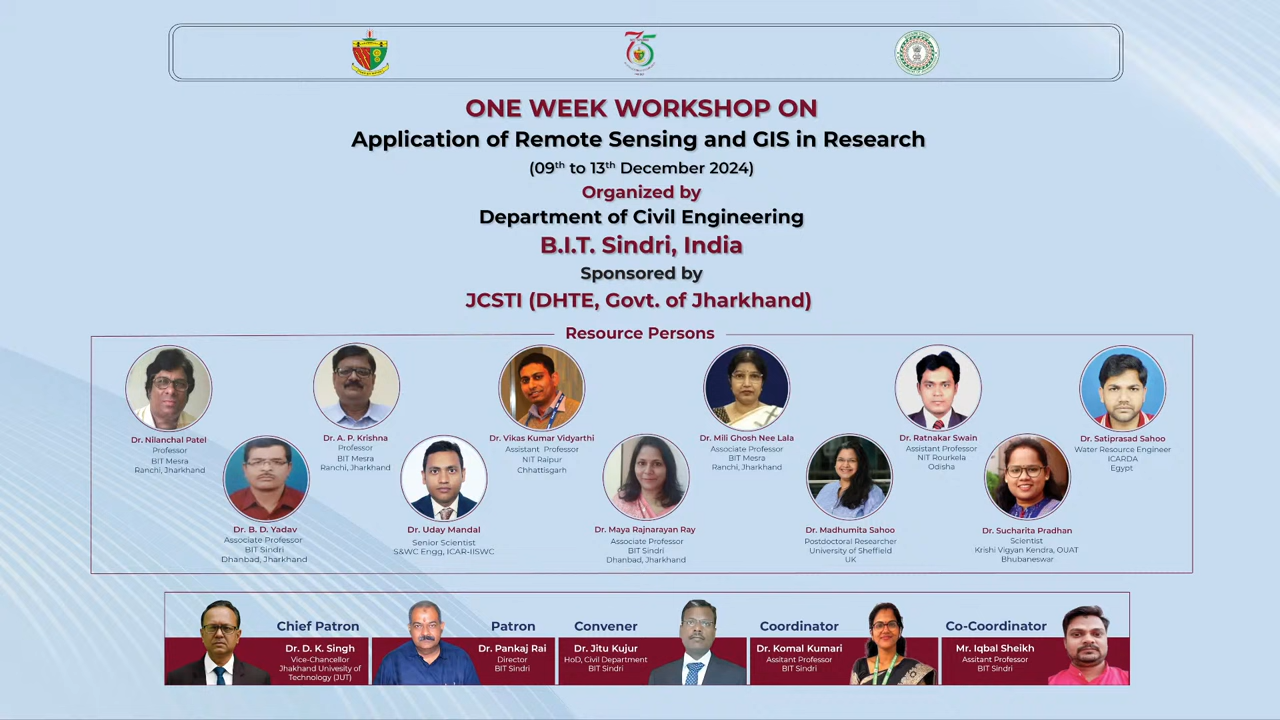 ONE WEEK WORKSHOP ON
Application of Remote Sensing and GIS in Research
(09th to 13th December 2024)
Organized by
Department of Civil Engineering
B.I.T. Sindri, India
Sponsored by
JCSTI (DHTE, Govt. of Jharkhand)
Resource Persons
Dr. Nilanchal Patel
Professor
BIT Mesra
Ranchi, Jharkhand
Dr. A. P. Krishna
Professor
BIT Mesra
Ranchi, Jharkhand
Dr. Vikas Kumar Vidyarthi
Assistant Professor
NIT Raipur
Chhattisgarh
Dr. Mili Ghosh Nee Lala
Associate Professor
BIT Mesra
Ranchi, Jharkhand
Dr. Ratnakar Swain
Assistant Professor
NIT Rourkela
Odisha
Dr. Satiprasad Sahoo
Water Resource Engineer
ICARDA
Egypt
Dr. B. D. Yadav
Associate Professor
BIT Sindri
Dhanbad, Jharkhand
Dr. Uday Mandal
Senior Scientist
S&WC Engg, ICAR-IISWC
Dr. Maya Rajnarayan Ray
Associate Professor
BIT Sindri
Dhanbad, Jharkhand
Dr. Madhumita Sahoo
Postdoctoral Researcher
University of Sheffield
UK
Dr. Sucharita Pradhan
Scientist
Krishi Vigyan Kendra, OUAT
Bhubaneswar
Chief Patron
Dr. D. K. Singh
Vice-Chancellor
Jhakhand Univesity of
Technology (JUT)
Patron
Dr. Pankaj Rai
Director
BIT Sindri
Convener
Dr. Jitu Kujur
HoD, Civil Department
BIT Sindri
Coordinator
Dr. Komal Kumari
Assitant Professor
BIT Sindri
Co-Coordinator
Mr. Iqbal Sheikh
Assitant Professor
BIT Sindri